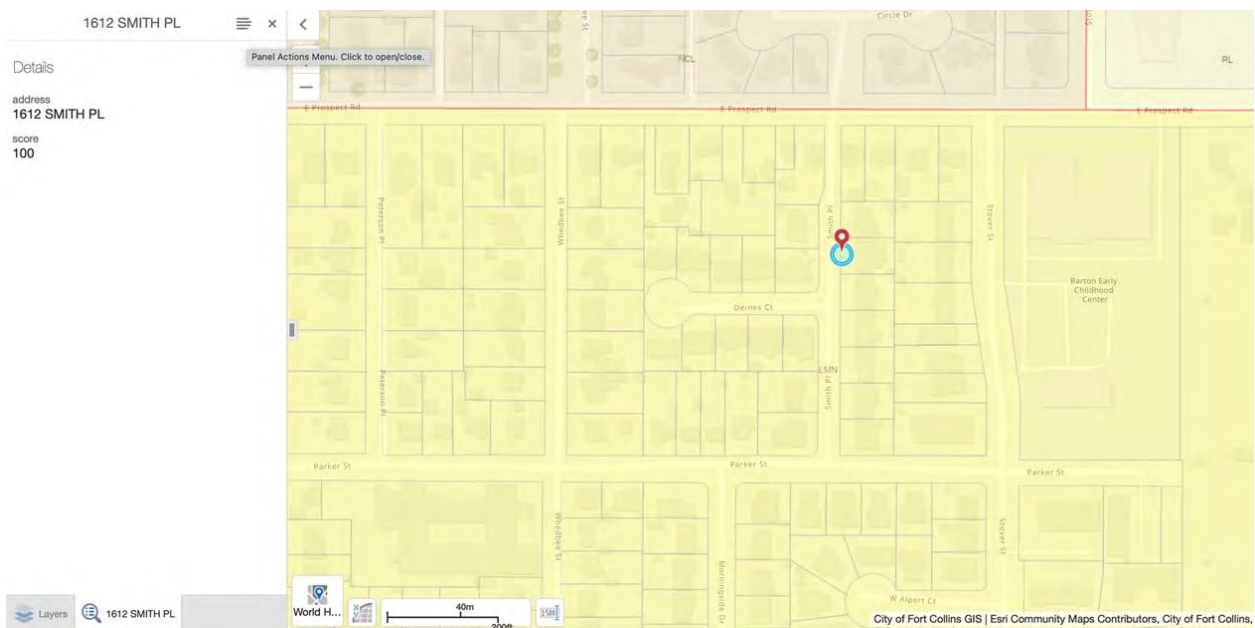 1612 SMITH PL
Panel Actions Menu. Click to open/close.
Details
address
1612 SMITH PL
score
100
Layers
1612 SMITH PL
Circle Dr
NCL
RL
E Prospect Rd
E Prospect Rd
E Prospect Rd
Peterson Pl
Whedbee St
Smith Pl
Stover St
Barton Early
Childhood
Center
Deines Ct
LMN
Peterson Pl
Smith Pl
Parker St
Parker St
Parker St
Whedbee St
Morningside Dr
Stover St
W Alpert Ct
World H...
40m
200ft
City of Fort Collins GIS | Esri Community Maps Contributors, City of Fort Collins,